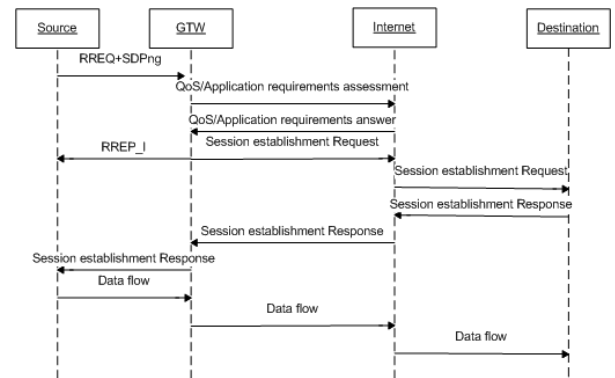 Source
GTW
Internet
Destination
RREQ+SDPng
QoS/Application requirements assessment
QoS/Application requirements answer
RREP_I
Session establishment Request
Session establishment Request
Session establishment Response
Session establishment Response
Session establishment Response
Data flow
Data flow
Data flow